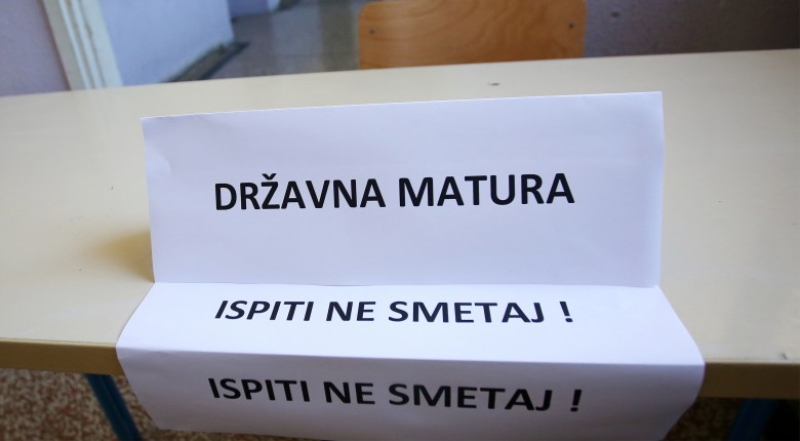 DRŽAVNA MATURA
ISPITI NE SMETAJ !
ISPITI NE SMETAJ !